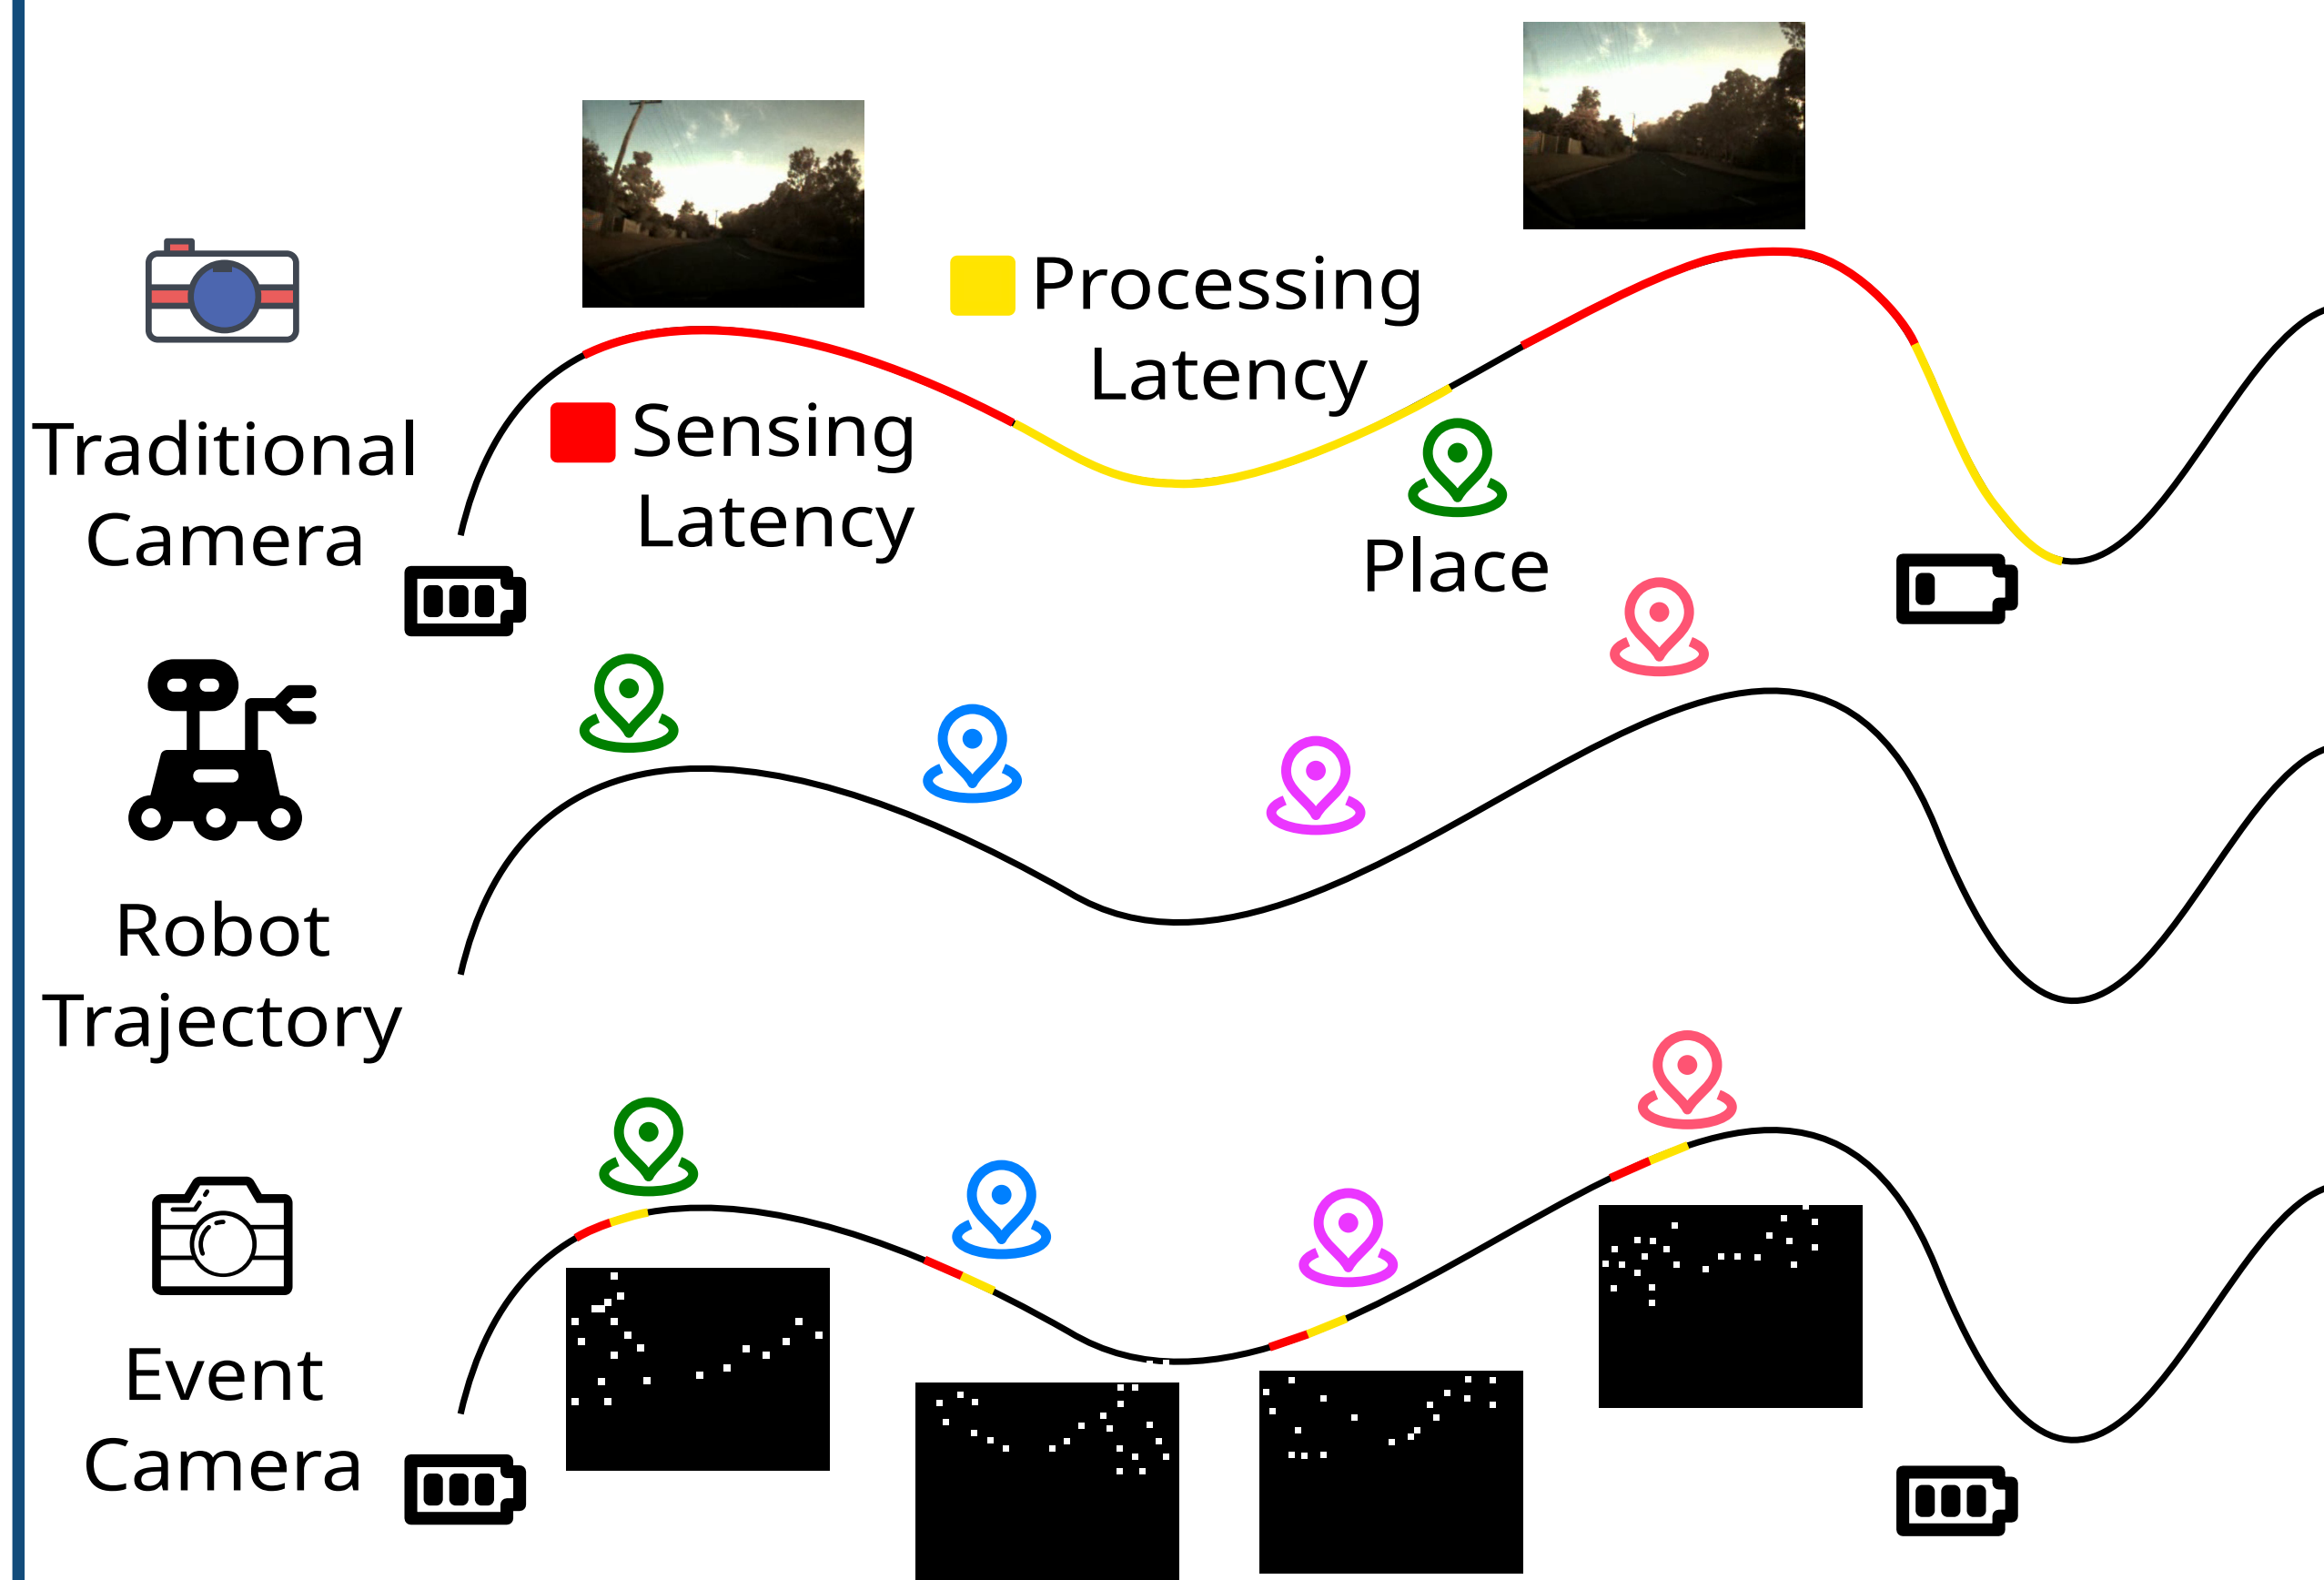 Traditional
Camera
Sensing
Latency
Processing
Latency
Place
Robot
Trajectory
Event
Camera